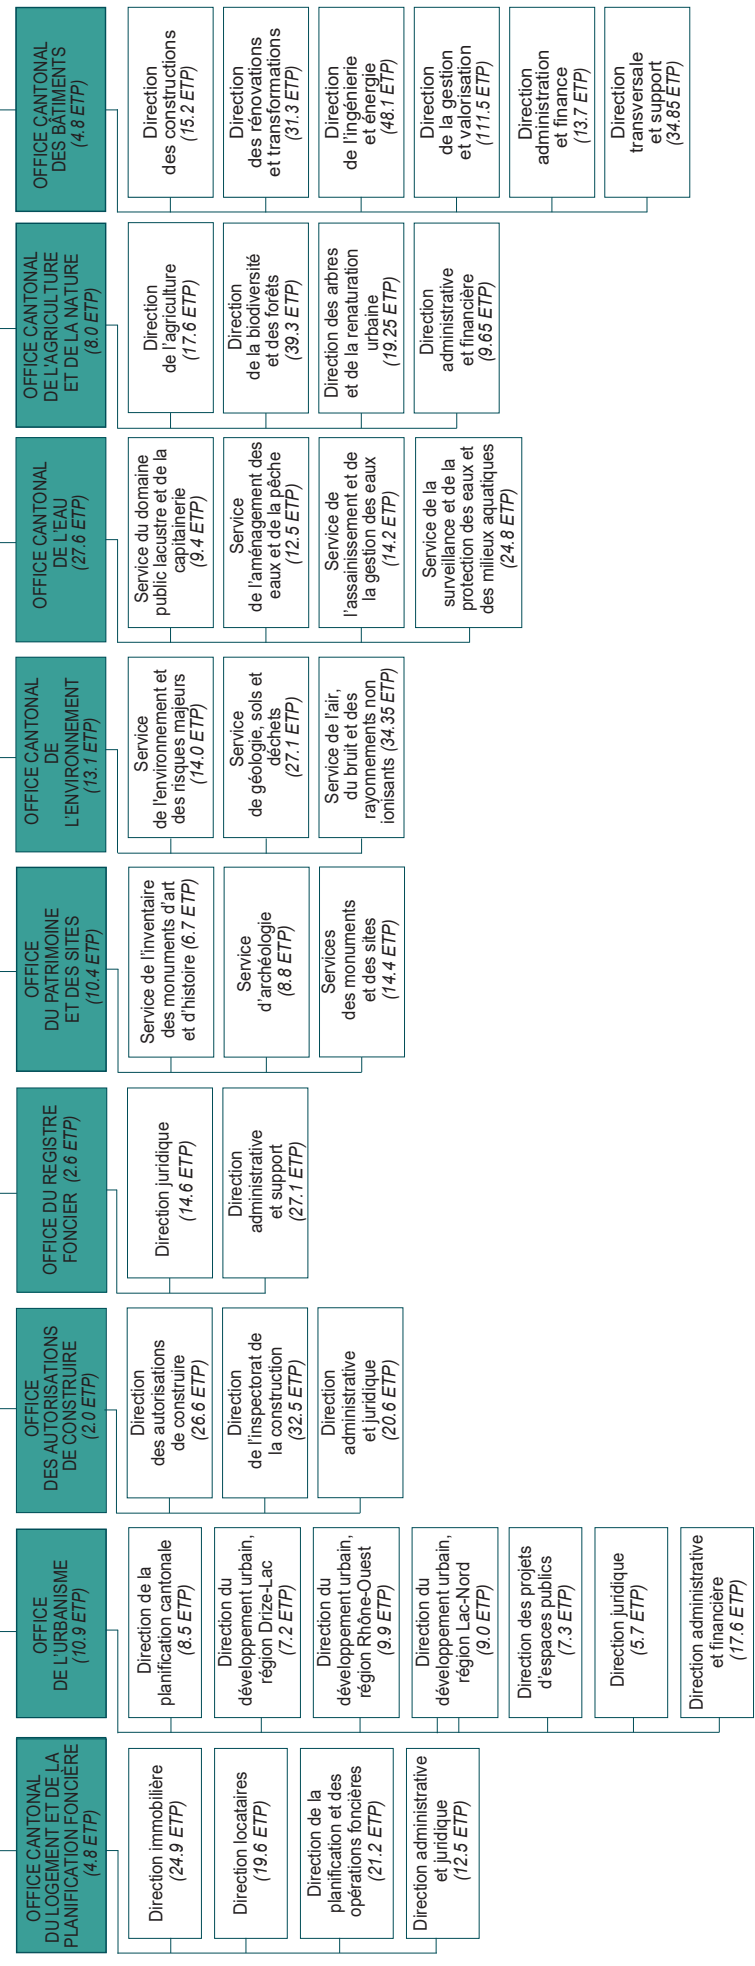 OFFICE CANTONAL
DU LOGEMENT ET DE LA
PLANIFICATION FONCIÈRE
(4.8 ETP)
Direction immobilière
(24.9 ETP)
Direction locataires
(19.6 ETP)
Direction de la
planification et des
opérations foncières
(21.2 ETP)
Direction administrative
et juridique
(12.5 ETP)
OFFICE
DE L'URBANISME
(10.9 ETP)
Direction de la
planification cantonale
(8.5 ETP)
Direction du
développement urbain,
région Drize-Lac
(7.2 ETP)
Direction du
développement urbain,
région Rhône-Ouest
(9.9 ETP)
Direction du
développement urbain,
région Lac-Nord
(9.0 ETP)
Direction des projets
d'espaces publics
(7.3 ETP)
Direction juridique
(5.7 ETP)
Direction administrative
et financière
(17.6 ETP)
OFFICE
DES AUTORISATIONS
DE CONSTRUIRE
(2.0 ETP)
Direction
des autorisations
de construire
(26.6 ETP)
Direction
de l'inspectorat de
la construction
(32.5 ETP)
Direction
administrative
et juridique
(20.6 ETP)
OFFICE DU REGISTRE
FONCIER (2.6 ETP)
Direction juridique
(14.6 ETP)
Direction
administrative
et support
(27.1 ETP)
OFFICE
DU PATRIMOINE
ET DES SITES
(10.4 ETP)
Service de l'inventaire
des monuments d'art
et d'histoire (6.7 ETP)
Service
d'archéologie
(8.8 ETP)
Services
des monuments
et des sites
(14.4 ETP)
OFFICE CANTONAL
DE
L'ENVIRONNEMENT
(13.1 ETP)
Service
de l'environnement et
des risques majeurs
(14.0 ETP)
Service
de géologie, sols et
déchets
(27.1 ETP)
Service de l'air,
du bruit et des
rayonnements non
ionisants (34.35 ETP)
OFFICE CANTONAL
DE L'EAU
(27.6 ETP)
Service du domaine
public lacustre et de la
capitainerie
(9.4 ETP)
Service
de l'aménagement des
eaux et de la pêche
(12.5 ETP)
Service de
l'assainissement et de
la gestion des eaux
(14.2 ETP)
Service de la
surveillance et de la
protection des eaux et
des milieux aquatiques
(24.8 ETP)
OFFICE CANTONAL
DE L'AGRICULTURE
ET DE LA NATURE
(8.0 ETP)
Direction
de l'agriculture
(17.6 ETP)
Direction
de la biodiversité
et des forêts
(39.3 ETP)
Direction des arbres
et de la renaturation
urbaine
(19.25 ETP)
Direction
administrative
et financière
(9.65 ETP)
OFFICE CANTONAL
DES BÂTIMENTS
(4.8 ETP)
Direction
des constructions
(15.2 ETP)
Direction
des rénovations
et transformations
(31.3 ETP)
Direction
de l'ingénierie
et énergie
(48.1 ETP)
Direction
de la gestion
et valorisation
(111.5 ETP)
Direction
administration
et finance
(13.7 ETP)
Direction
transversale
et support
(34.85 ETP)